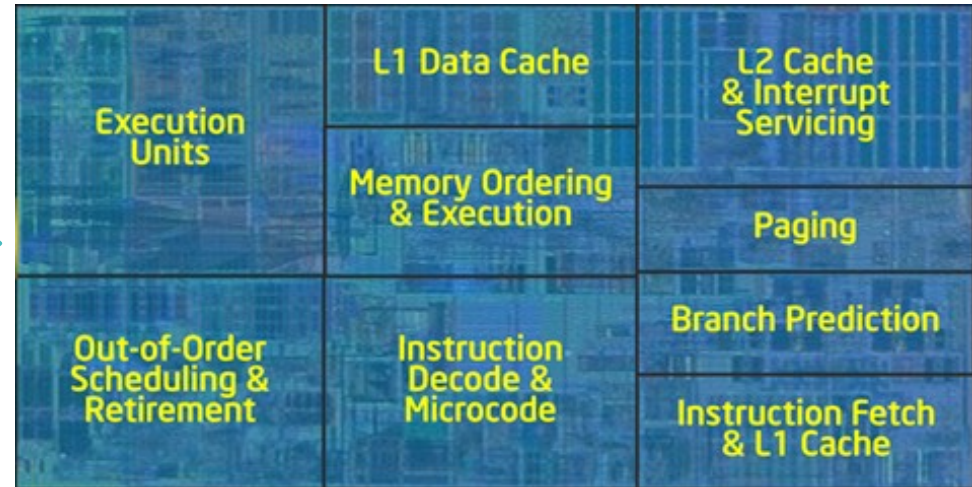 Execution
Units
L1 Data Cache
L2 Cache
& Interrupt
Servicing
Memory Ordering
& Execution
Paging
Out-of-Order
Scheduling &
Retirement
Instruction
Decode &
Microcode
Branch Prediction
Instruction Fetch
& L1 Cache